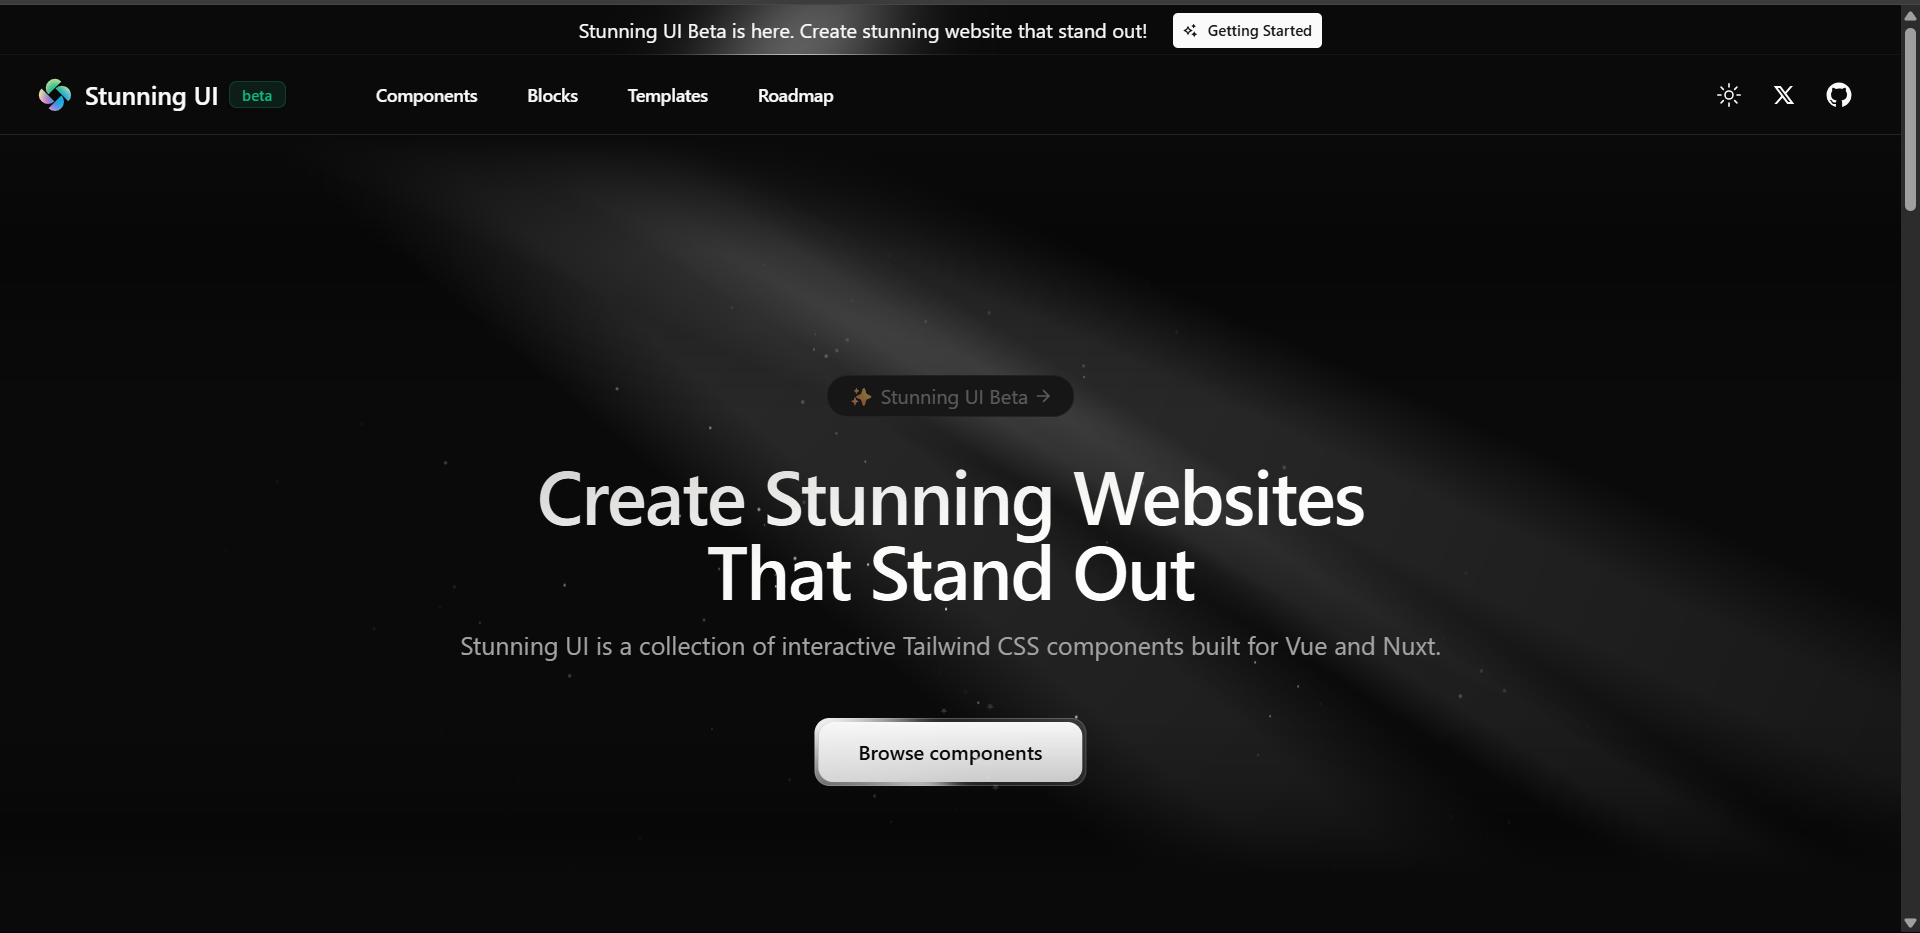 Stunning UI Beta is here. Create stunning website that stand out!
Getting Started
Stunning UI beta
Components Blocks Templates Roadmap
✨ Stunning UI Beta →
Create Stunning Websites
That Stand Out
Stunning UI is a collection of interactive Tailwind CSS components built for Vue and Nuxt.
Browse components